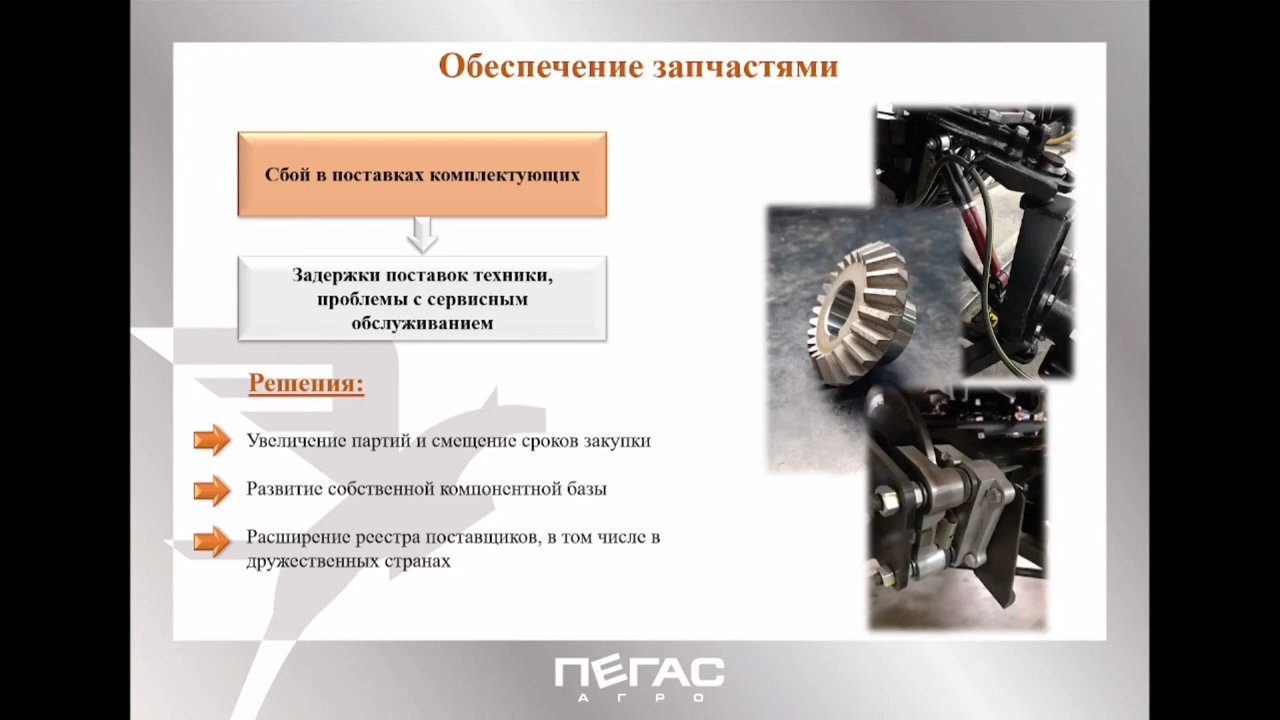 Обеспечение запчастями
Сбой в поставках комплектующих
Задержки поставок техники,
проблемы с сервисным
обслуживанием
Решения:
Увеличение партий и смещение сроков закупки
Развитие собственной компонентной базы
Расширение реестра поставщиков, в том числе в
дружественных странах
ПЕГАС
АГРО